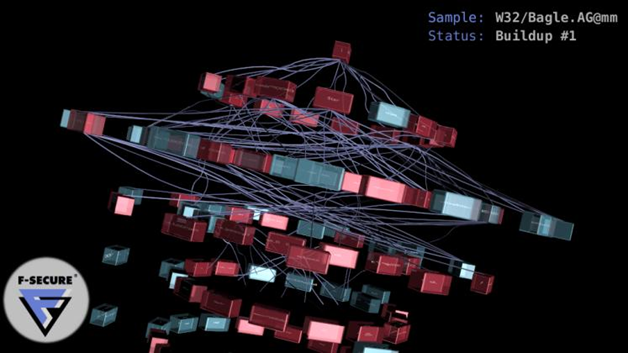 Sample: W32/Bagle.AG@mm
Status: Buildup #1
F-SECURE®